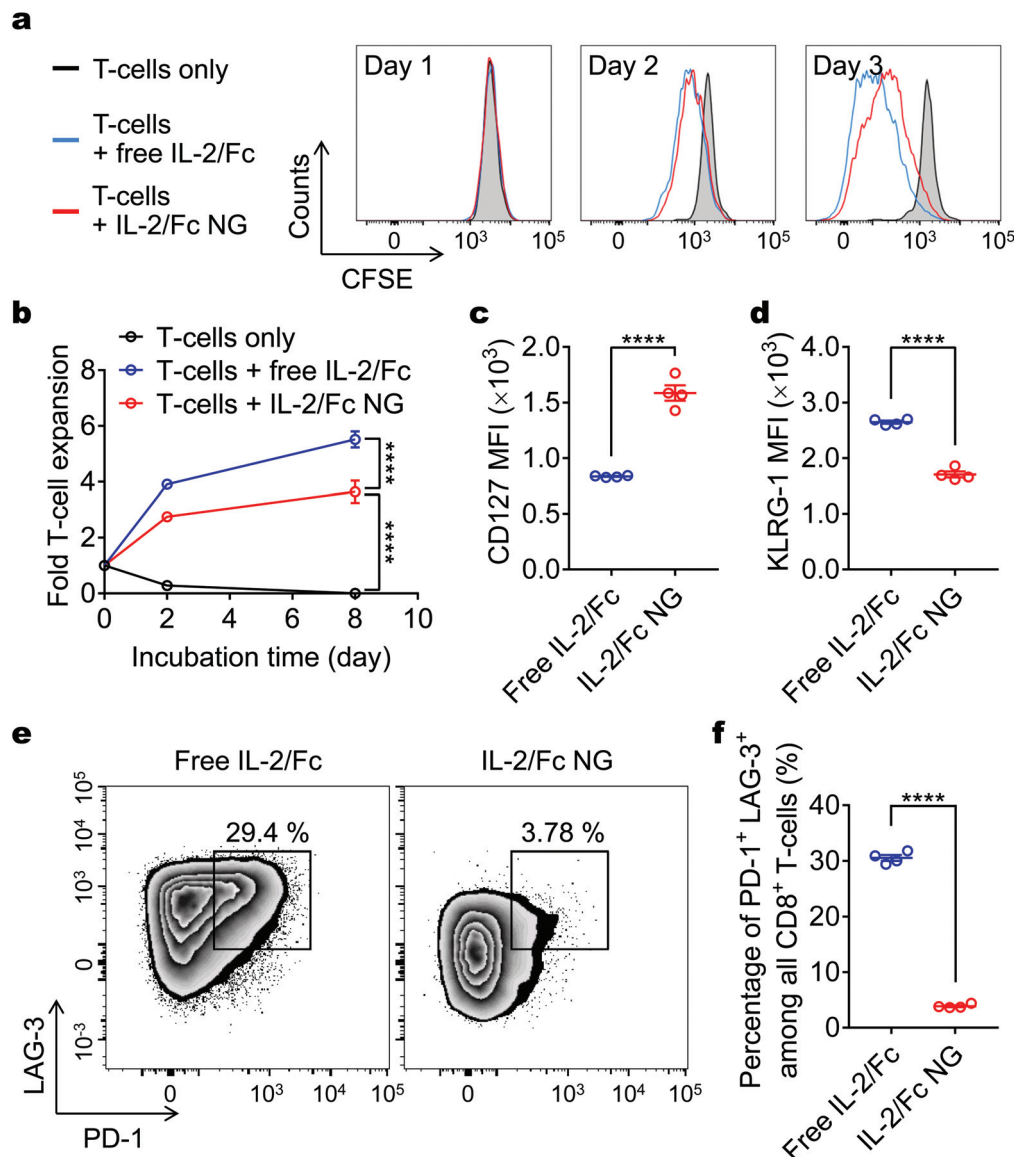 a
T-cells only
T-cells
+ free IL-2/Fc
T-cells
+ IL-2/Fc NG
Day 1
Day 2
Day 3
Counts
0 10³ 10⁵
0 10³ 10⁵
0 10³ 10⁵
CFSE
b
T-cells only
T-cells + free IL-2/Fc
T-cells + IL-2/Fc NG
Fold T-cell expansion
8
6
4
2
0
0 2 4 6 8 10
Incubation time (day)
****
****
c
CD127 MFI (×10³)
2.0
1.5
1.0
0.5
0.0
****
Free IL-2/Fc
IL-2/Fc NG
d
KLRG-1 MFI (×10³)
4.0
3.0
2.0
1.0
0.0
****
Free IL-2/Fc
IL-2/Fc NG
e
Free IL-2/Fc
IL-2/Fc NG
29.4 %
3.78 %
10⁵
10⁴
10³
0
10⁻³
0 10³ 10⁴ 10⁵
0 10³ 10⁴ 10⁵
LAG-3
PD-1
f
Percentage of PD-1⁺ LAG-3⁺
among all CD8⁺ T-cells (%)
40
30
20
10
0
****
Free IL-2/Fc
IL-2/Fc NG